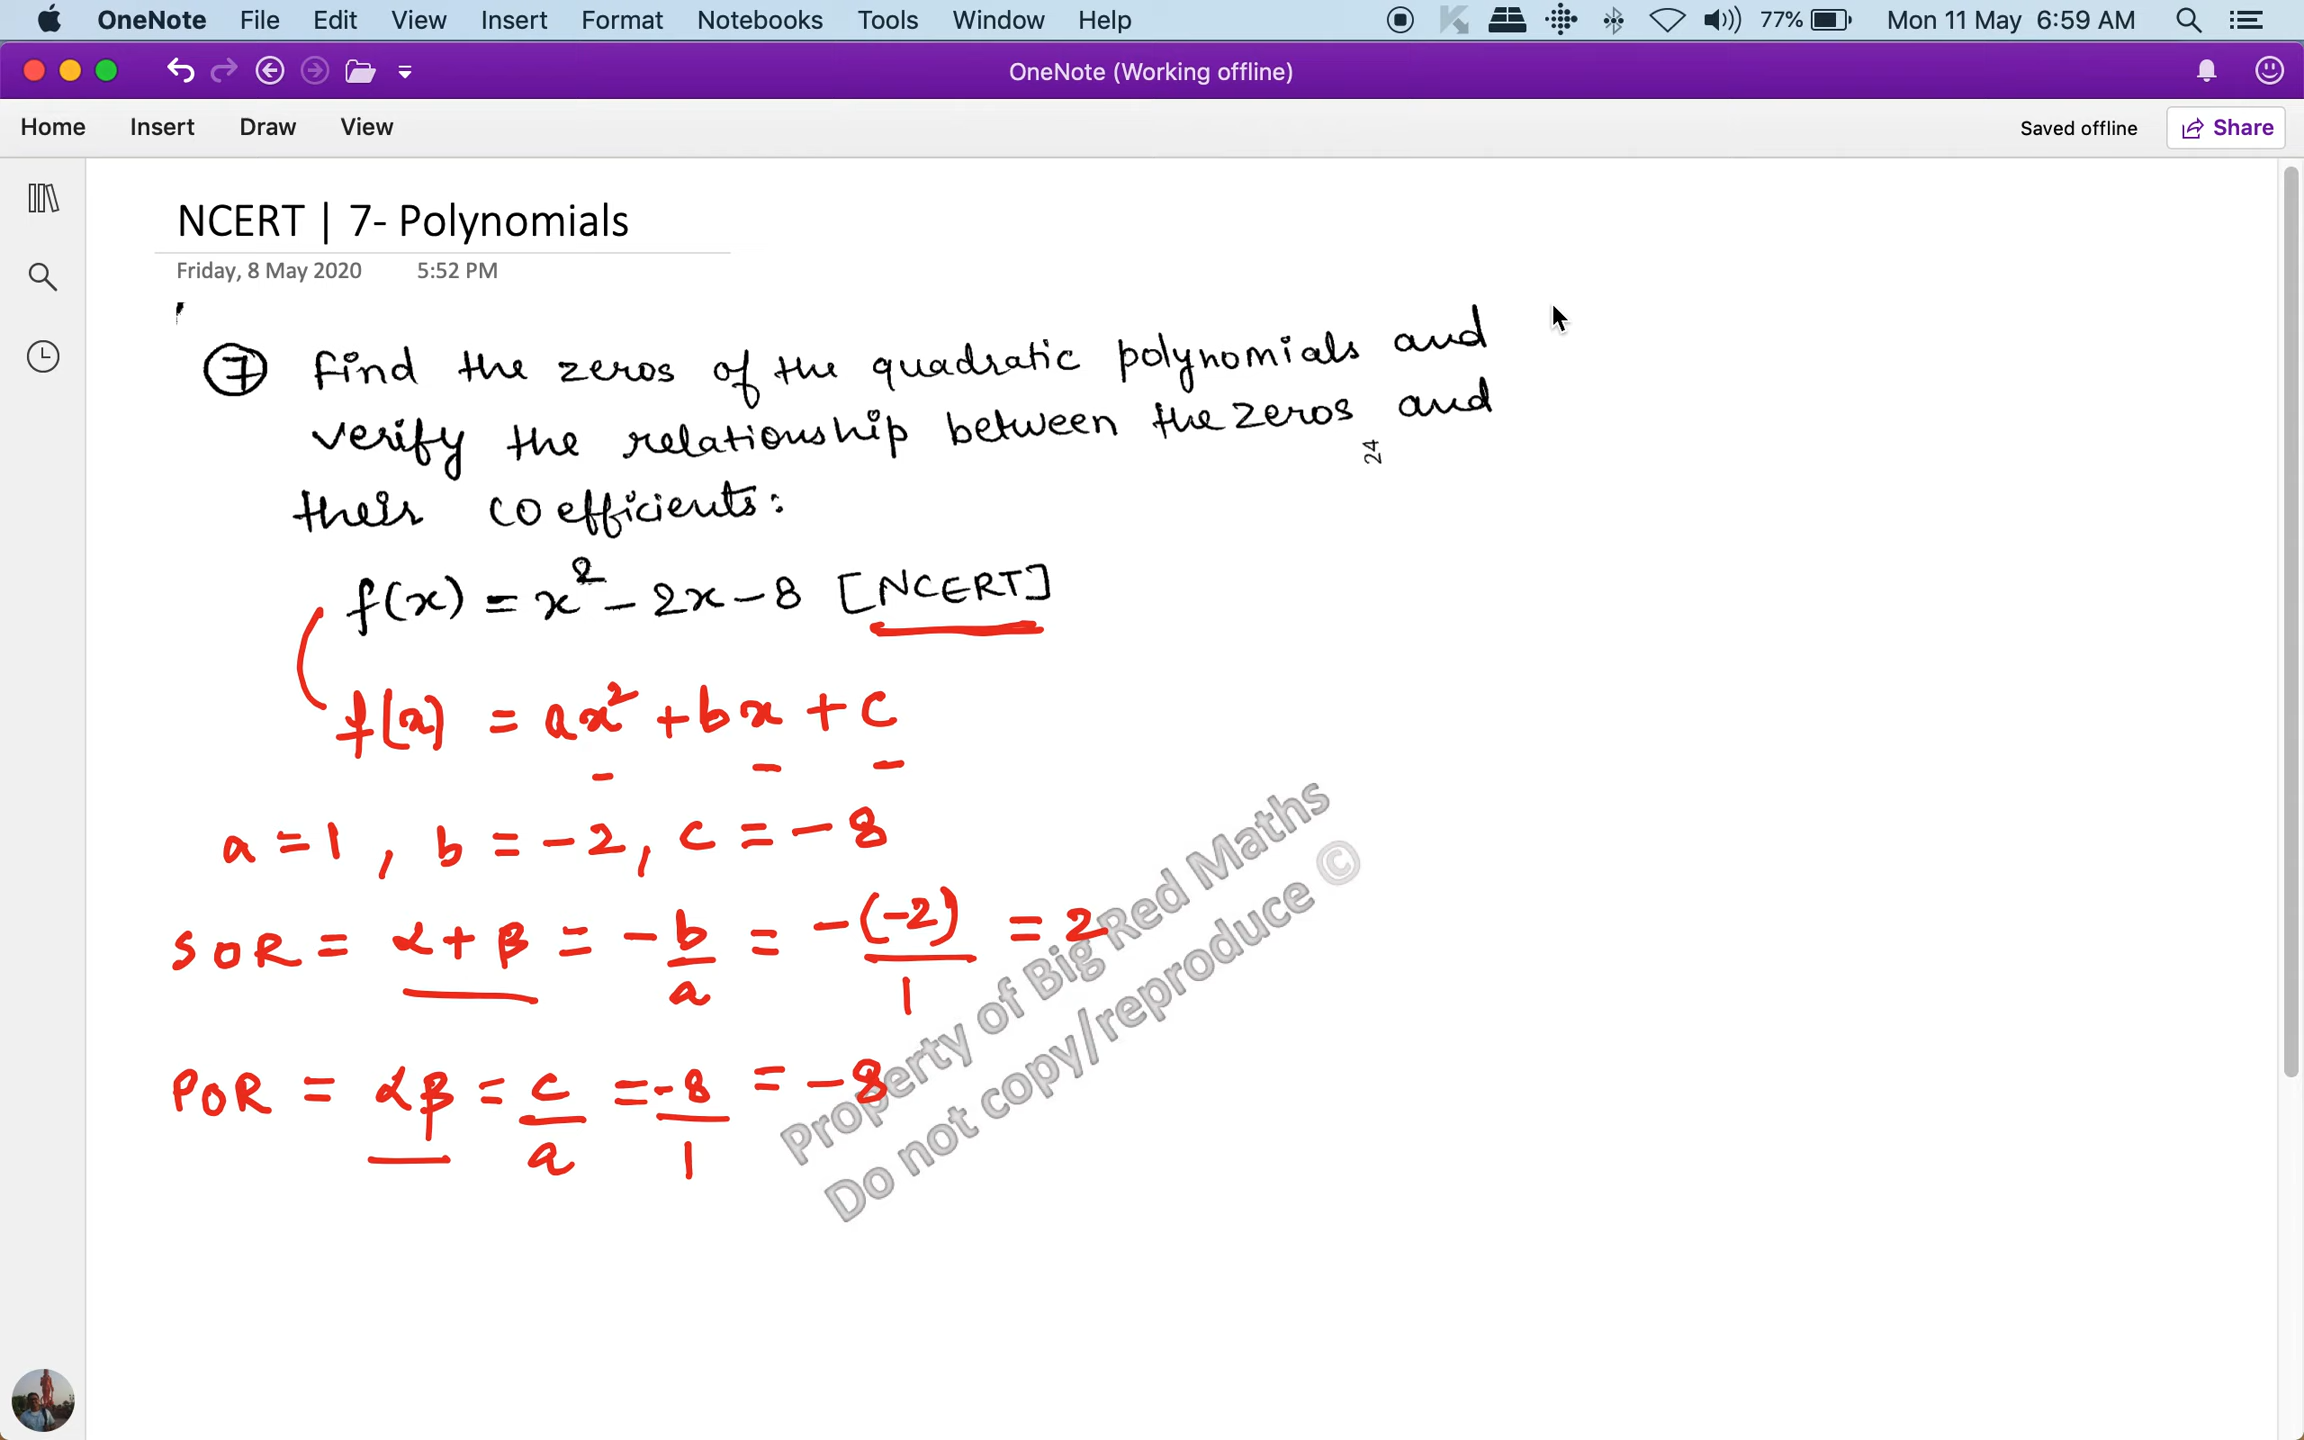 OneNote File Edit View Insert Format Notebooks Tools Window Help 77% Mon 11 May 6:59 AM
OneNote (Working offline)
Home Insert Draw View Saved offline Share
NCERT | 7- Polynomials
Friday, 8 May 2020 5:52 PM
⑦ Find the zeros of the quadratic polynomials and
verify the relationship between the zeros and
24
their coefficients:
f(x) = x² - 2x - 8 [NCERT]
f(x) = ax² + bx + c
a = 1, b = -2, c = -8
SOR = α + β = -b/a = -(-2)/1 = 2
POR = αβ = c/a = -8/1 = -8
Property of Big Red Maths
Do not copy/reproduce ©